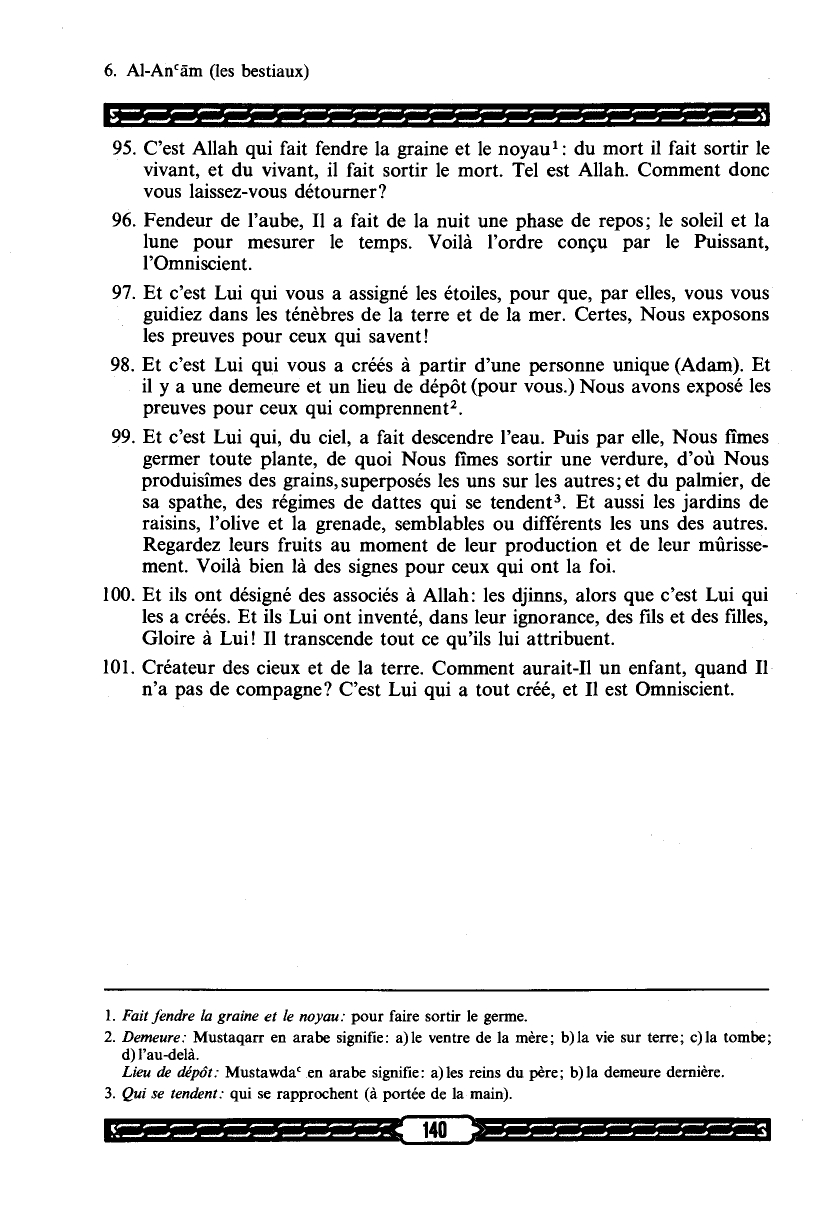 6. Al-Anᶜām (les bestiaux)
95. C’est Allah qui fait fendre la graine et le noyau¹: du mort il fait sortir le
vivant, et du vivant, il fait sortir le mort. Tel est Allah. Comment donc
vous laissez-vous détourner?
96. Fendeur de l’aube, Il a fait de la nuit une phase de repos; le soleil et la
lune pour mesurer le temps. Voilà l’ordre conçu par le Puissant,
l’Omniscient.
97. Et c’est Lui qui vous a assigné les étoiles, pour que, par elles, vous vous
guidiez dans les ténèbres de la terre et de la mer. Certes, Nous exposons
les preuves pour ceux qui savent!
98. Et c’est Lui qui vous a créés à partir d’une personne unique (Adam). Et
il y a une demeure et un lieu de dépôt (pour vous.) Nous avons exposé les
preuves pour ceux qui comprennent².
99. Et c’est Lui qui, du ciel, a fait descendre l’eau. Puis par elle, Nous fîmes
germer toute plante, de quoi Nous fîmes sortir une verdure, d’où Nous
produisîmes des grains, superposés les uns sur les autres; et du palmier, de
sa spathe, des régimes de dattes qui se tendent³. Et aussi les jardins de
raisins, l’olive et la grenade, semblables ou différents les uns des autres.
Regardez leurs fruits au moment de leur production et de leur mûrisse-
ment. Voilà bien là des signes pour ceux qui ont la foi.
100. Et ils ont désigné des associés à Allah: les djinns, alors que c’est Lui qui
les a créés. Et ils Lui ont inventé, dans leur ignorance, des fils et des filles,
Gloire à Lui! Il transcende tout ce qu’ils lui attribuent.
101. Créateur des cieux et de la terre. Comment aurait-Il un enfant, quand Il
n’a pas de compagne? C’est Lui qui a tout créé, et Il est Omniscient.
1. Fait fendre la graine et le noyau: pour faire sortir le germe.
2. Demeure: Mustaqarr en arabe signifie: a) le ventre de la mère; b) la vie sur terre; c) la tombe;
d) l’au-delà.
Lieu de dépôt: Mustawdaᶜ en arabe signifie: a) les reins du père; b) la demeure dernière.
3. Qui se tendent: qui se rapprochent (à portée de la main).
140